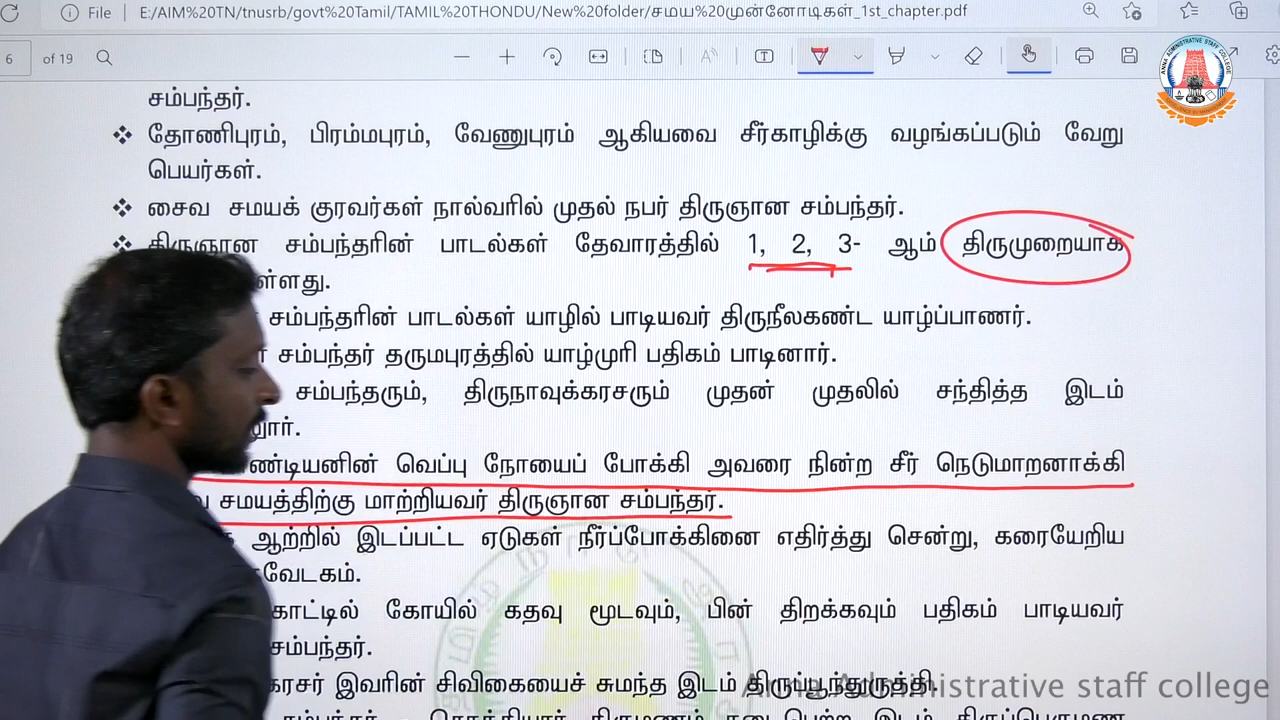 File E:/AIM%20TN/tnusrb/govt%20Tamil/TAMIL%20THONDU/New%20folder/சமய%20முன்னோடிகள்_1st_chapter.pdf
6 of 19
ANNA ADMINISTRATIVE STAFF COLLEGE
சம்பந்தர்.
❖ தோணிபுரம், பிரம்மபுரம், வேணுபுரம் ஆகியவை சீர்காழிக்கு வழங்கப்படும் வேறு
பெயர்கள்.
❖ சைவ சமயக் குரவர்கள் நால்வரில் முதல் நபர் திருஞான சம்பந்தர்.
❖ திருஞான சம்பந்தரின் பாடல்கள் தேவாரத்தில் 1, 2, 3- ஆம் திருமுறையாக
ள்ளது.
சம்பந்தரின் பாடல்கள் யாழில் பாடியவர் திருநீலகண்ட யாழ்ப்பாணர்.
சம்பந்தர் தருமபுரத்தில் யாழ்முரி பதிகம் பாடினார்.
சம்பந்தரும், திருநாவுக்கரசரும் முதன் முதலில் சந்தித்த இடம்
ண்டியனின் வெப்பு நோயைப் போக்கி அவரை நின்ற சீர் நெடுமாறனாக்கி
சமயத்திற்கு மாற்றியவர் திருஞான சம்பந்தர்.
ஆற்றில் இடப்பட்ட ஏடுகள் நீர்ப்போக்கினை எதிர்த்து சென்று, கரையேறிய
வேடகம்.
காட்டில் கோயில் கதவு மூடவும், பின் திறக்கவும் பதிகம் பாடியவர்
சம்பந்தர்.
கரசர் இவரின் சிவிகையைச் சுமந்த இடம் திருப்பூந்துருத்தி.
Anna Administrative staff college